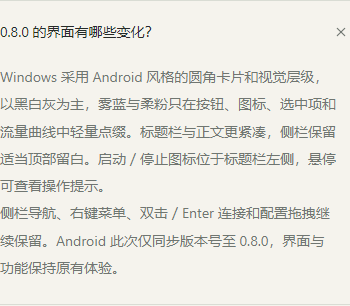 0.8.0 的界面有哪些变化？
Windows 采用 Android 风格的圆角卡片和视觉层级，
以黑白灰为主，雾蓝与柔粉只在按钮、图标、选中项和
流量曲线中轻量点缀。标题栏与正文更紧凑，侧栏保留
适当顶部留白。启动 / 停止图标位于标题栏左侧，悬停
可查看操作提示。
侧栏导航、右键菜单、双击 / Enter 连接和配置拖拽继
续保留。Android 此次仅同步版本号至 0.8.0，界面与
功能保持原有体验。